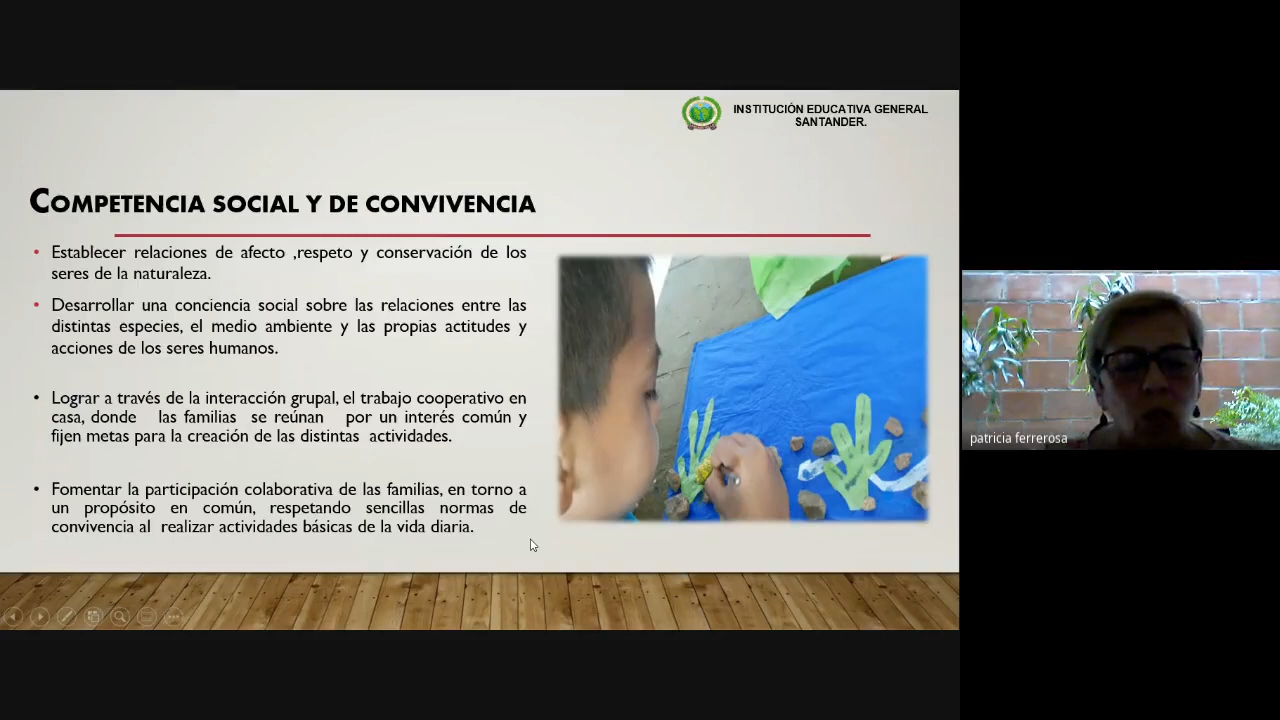 INSTITUCIÓN EDUCATIVA GENERAL
SANTANDER.
COMPETENCIA SOCIAL Y DE CONVIVENCIA
• Establecer relaciones de afecto ,respeto y conservación de los
seres de la naturaleza.
• Desarrollar una conciencia social sobre las relaciones entre las
distintas especies, el medio ambiente y las propias actitudes y
acciones de los seres humanos.
• Lograr a través de la interacción grupal, el trabajo cooperativo en
casa, donde las familias se reúnan por un interés común y
fijen metas para la creación de las distintas actividades.
• Fomentar la participación colaborativa de las familias, en torno a
un propósito en común, respetando sencillas normas de
convivencia al realizar actividades básicas de la vida diaria.
patricia ferrerosa